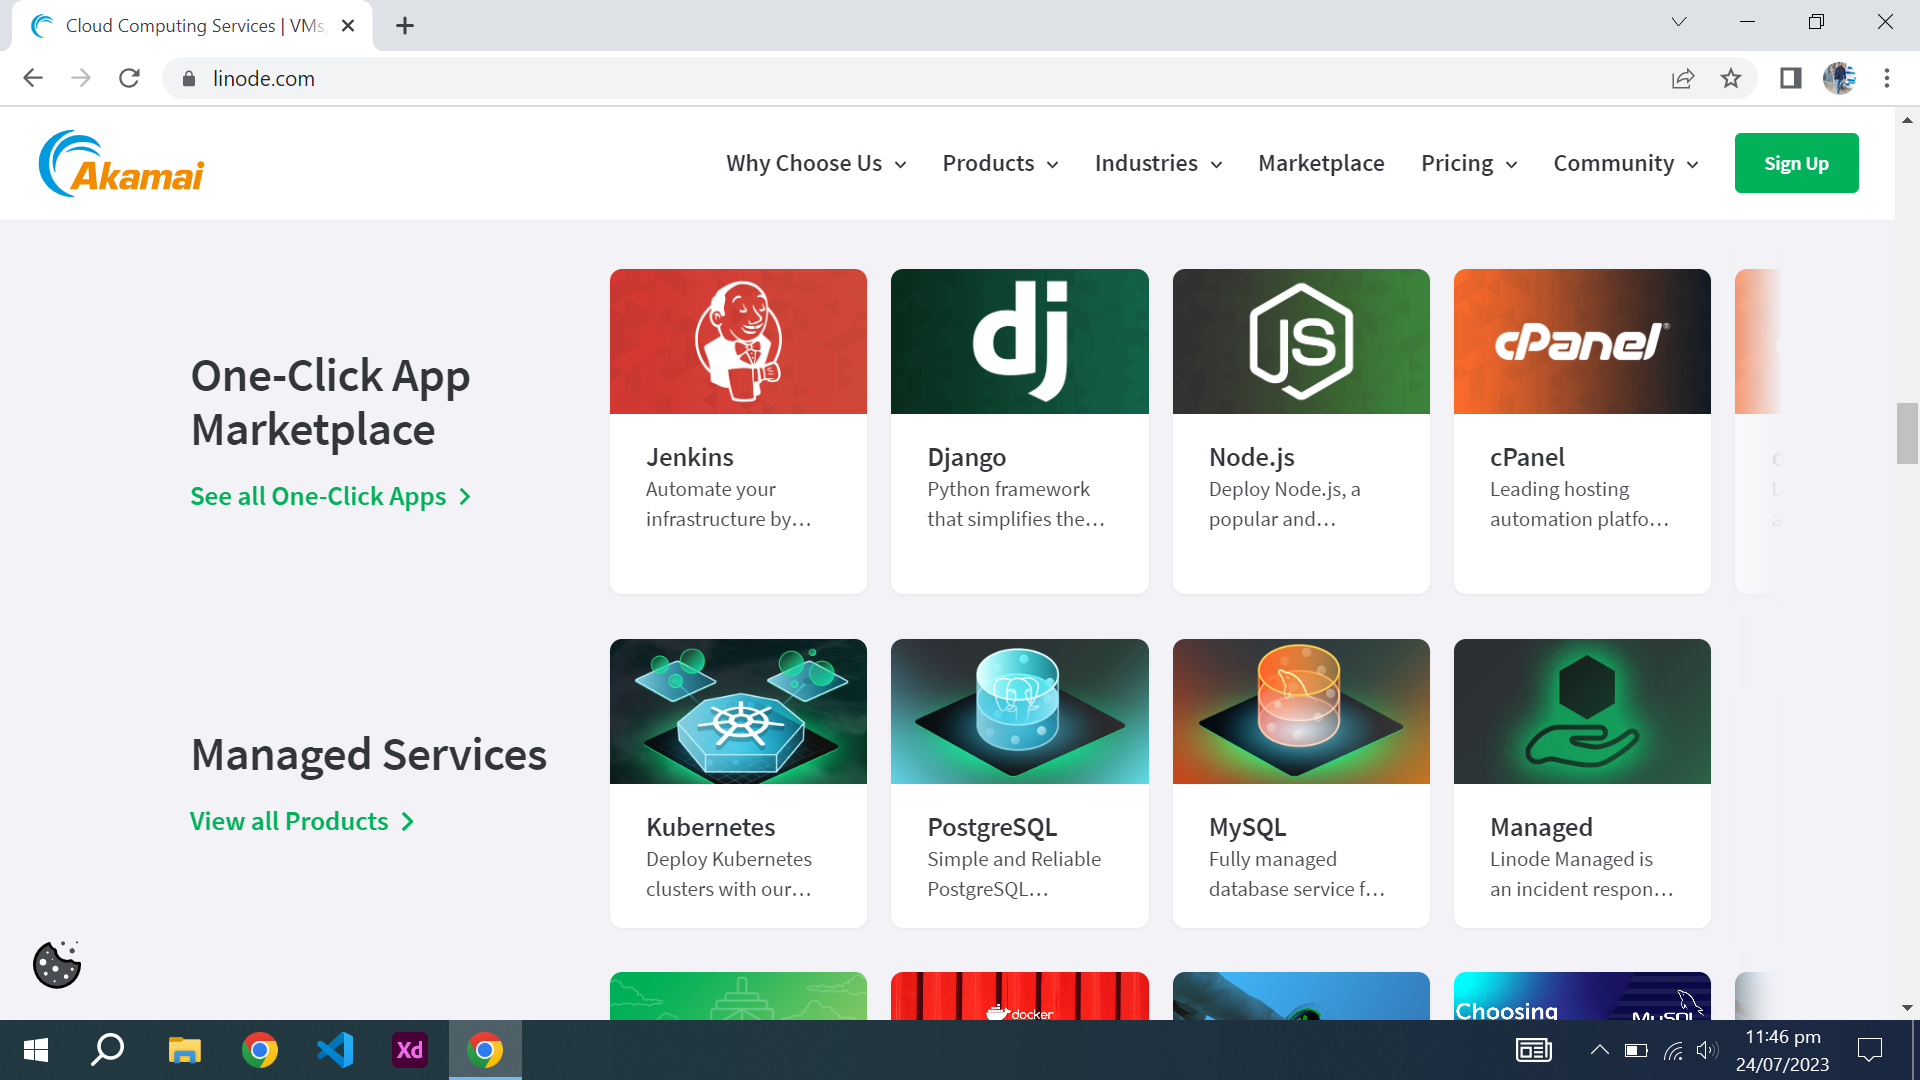 Cloud Computing Services | VMs,
linode.com
Akamai
Why Choose Us
Products
Industries
Marketplace
Pricing
Community
Sign Up
One-Click App
Marketplace
See all One-Click Apps
dj
JS
cPanel®
Jenkins
Automate your
infrastructure by...
Django
Python framework
that simplifies the...
Node.js
Deploy Node.js, a
popular and...
cPanel
Leading hosting
automation platfo...
Managed Services
View all Products
Kubernetes
Deploy Kubernetes
clusters with our...
PostgreSQL
Simple and Reliable
PostgreSQL...
MySQL
Fully managed
database service f...
Managed
Linode Managed is
an incident respon...
docker
Choosing
MySQL
Xd
11:46 pm
24/07/2023